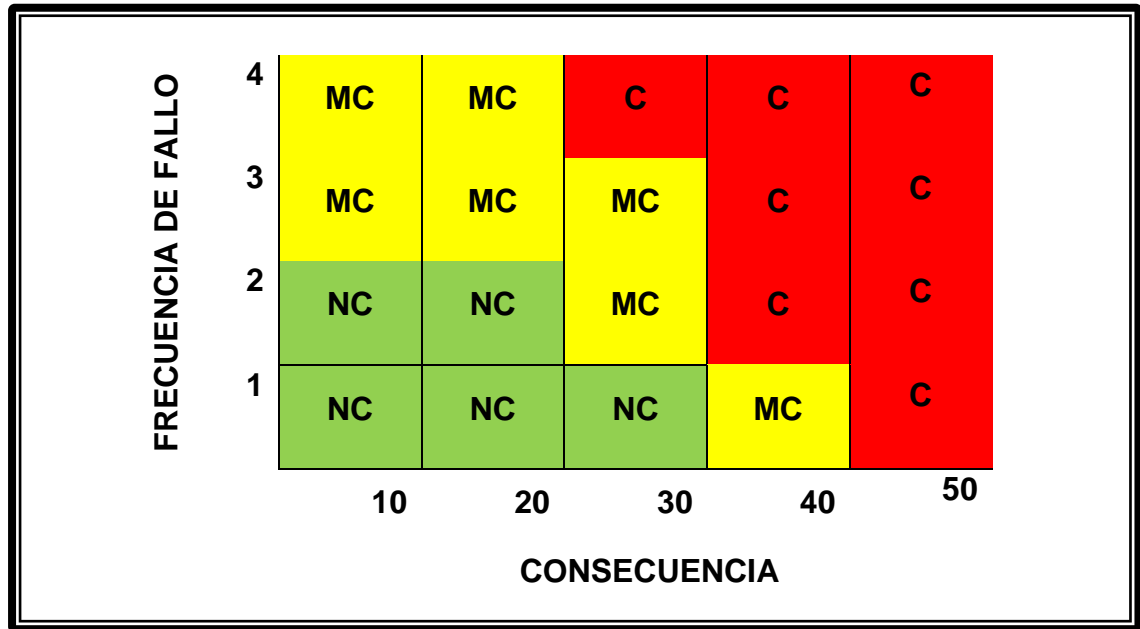 FRECUENCIA DE FALLO
4 MC MC C C C
3 MC MC MC C C
2 NC NC MC C C
1 NC NC NC MC C
10 20 30 40 50
CONSECUENCIA